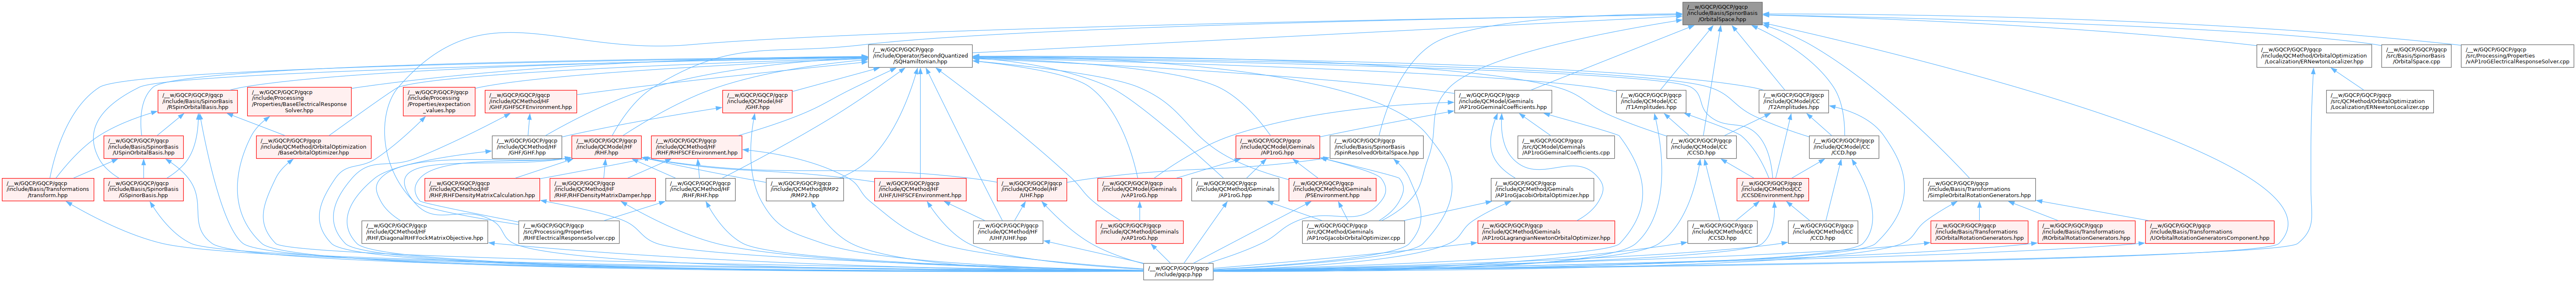 /__w/GQCP/GQCP/gqcp
/include/Basis/SpinorBasis
/OrbitalSpace.hpp
/__w/GQCP/GQCP/gqcp
/include/Operator/SecondQuantized
/SQHamiltonian.hpp
/__w/GQCP/GQCP/gqcp
/include/QCMethod/OrbitalOptimization
/Localization/ERNewtonLocalizer.hpp
/__w/GQCP/GQCP/gqcp
/src/Basis/SpinorBasis
/OrbitalSpace.cpp
/__w/GQCP/GQCP/gqcp
/src/Processing/Properties
/vAP1roGElectricalResponseSolver.cpp
/__w/GQCP/GQCP/gqcp
/include/Basis/SpinorBasis
/RSpinOrbitalBasis.hpp
/__w/GQCP/GQCP/gqcp
/include/Processing
/Properties/BaseElectricalResponse
Solver.hpp
/__w/GQCP/GQCP/gqcp
/include/Processing
/Properties/expectation
_values.hpp
/__w/GQCP/GQCP/gqcp
/include/QCMethod/HF
/GHF/GHFSCFEnvironment.hpp
/__w/GQCP/GQCP/gqcp
/include/QCModel/HF
/GHF.hpp
/__w/GQCP/GQCP/gqcp
/include/QCModel/Geminals
/AP1roGGeminalCoefficients.hpp
/__w/GQCP/GQCP/gqcp
/include/QCModel/CC
/T1Amplitudes.hpp
/__w/GQCP/GQCP/gqcp
/include/QCModel/CC
/T2Amplitudes.hpp
/__w/GQCP/GQCP/gqcp
/src/QCMethod/OrbitalOptimization
/Localization/ERNewtonLocalizer.cpp
/__w/GQCP/GQCP/gqcp
/include/Basis/SpinorBasis
/USpinOrbitalBasis.hpp
/__w/GQCP/GQCP/gqcp
/include/QCMethod/OrbitalOptimization
/BaseOrbitalOptimizer.hpp
/__w/GQCP/GQCP/gqcp
/include/QCMethod/HF
/GHF/GHF.hpp
/__w/GQCP/GQCP/gqcp
/include/QCModel/HF
/RHF.hpp
/__w/GQCP/GQCP/gqcp
/include/QCMethod/HF
/RHF/RHFSCFEnvironment.hpp
/__w/GQCP/GQCP/gqcp
/include/QCModel/Geminals
/AP1roG.hpp
/__w/GQCP/GQCP/gqcp
/include/Basis/SpinorBasis
/SpinResolvedOrbitalSpace.hpp
/__w/GQCP/GQCP/gqcp
/src/QCModel/Geminals
/AP1roGGeminalCoefficients.cpp
/__w/GQCP/GQCP/gqcp
/include/QCModel/CC
/CCSD.hpp
/__w/GQCP/GQCP/gqcp
/include/QCModel/CC
/CCD.hpp
/__w/GQCP/GQCP/gqcp
/include/Basis/Transformations
/transform.hpp
/__w/GQCP/GQCP/gqcp
/include/Basis/SpinorBasis
/GSpinorBasis.hpp
/__w/GQCP/GQCP/gqcp
/include/QCMethod/HF
/RHF/RHFDensityMatrixCalculation.hpp
/__w/GQCP/GQCP/gqcp
/include/QCMethod/HF
/RHF/RHFDensityMatrixDamper.hpp
/__w/GQCP/GQCP/gqcp
/include/QCMethod/HF
/RHF/RHF.hpp
/__w/GQCP/GQCP/gqcp
/include/QCMethod/RMP2
/RMP2.hpp
/__w/GQCP/GQCP/gqcp
/include/QCMethod/HF
/UHF/UHFSCFEnvironment.hpp
/__w/GQCP/GQCP/gqcp
/include/QCModel/HF
/UHF.hpp
/__w/GQCP/GQCP/gqcp
/include/QCModel/Geminals
/vAP1roG.hpp
/__w/GQCP/GQCP/gqcp
/include/QCMethod/Geminals
/AP1roG.hpp
/__w/GQCP/GQCP/gqcp
/include/QCMethod/Geminals
/PSEnvironment.hpp
/__w/GQCP/GQCP/gqcp
/include/QCMethod/Geminals
/AP1roGJacobiOrbitalOptimizer.hpp
/__w/GQCP/GQCP/gqcp
/include/QCMethod/CC
/CCSDEnvironment.hpp
/__w/GQCP/GQCP/gqcp
/include/Basis/Transformations
/SimpleOrbitalRotationGenerators.hpp
/__w/GQCP/GQCP/gqcp
/include/QCMethod/HF
/RHF/DiagonalRHFFockMatrixObjective.hpp
/__w/GQCP/GQCP/gqcp
/src/Processing/Properties
/RHFElectricalResponseSolver.cpp
/__w/GQCP/GQCP/gqcp
/include/QCMethod/HF
/UHF/UHF.hpp
/__w/GQCP/GQCP/gqcp
/include/QCMethod/Geminals
/vAP1roG.hpp
/__w/GQCP/GQCP/gqcp
/src/QCMethod/Geminals
/AP1roGJacobiOrbitalOptimizer.cpp
/__w/GQCP/GQCP/gqcp
/include/QCMethod/Geminals
/AP1roGLagrangianNewtonOrbitalOptimizer.hpp
/__w/GQCP/GQCP/gqcp
/include/QCMethod/CC
/CCSD.hpp
/__w/GQCP/GQCP/gqcp
/include/QCMethod/CC
/CCD.hpp
/__w/GQCP/GQCP/gqcp
/include/Basis/Transformations
/GOrbitalRotationGenerators.hpp
/__w/GQCP/GQCP/gqcp
/include/Basis/Transformations
/ROrbitalRotationGenerators.hpp
/__w/GQCP/GQCP/gqcp
/include/Basis/Transformations
/UOrbitalRotationGeneratorsComponent.hpp
/__w/GQCP/GQCP/gqcp
/include/gqcp.hpp